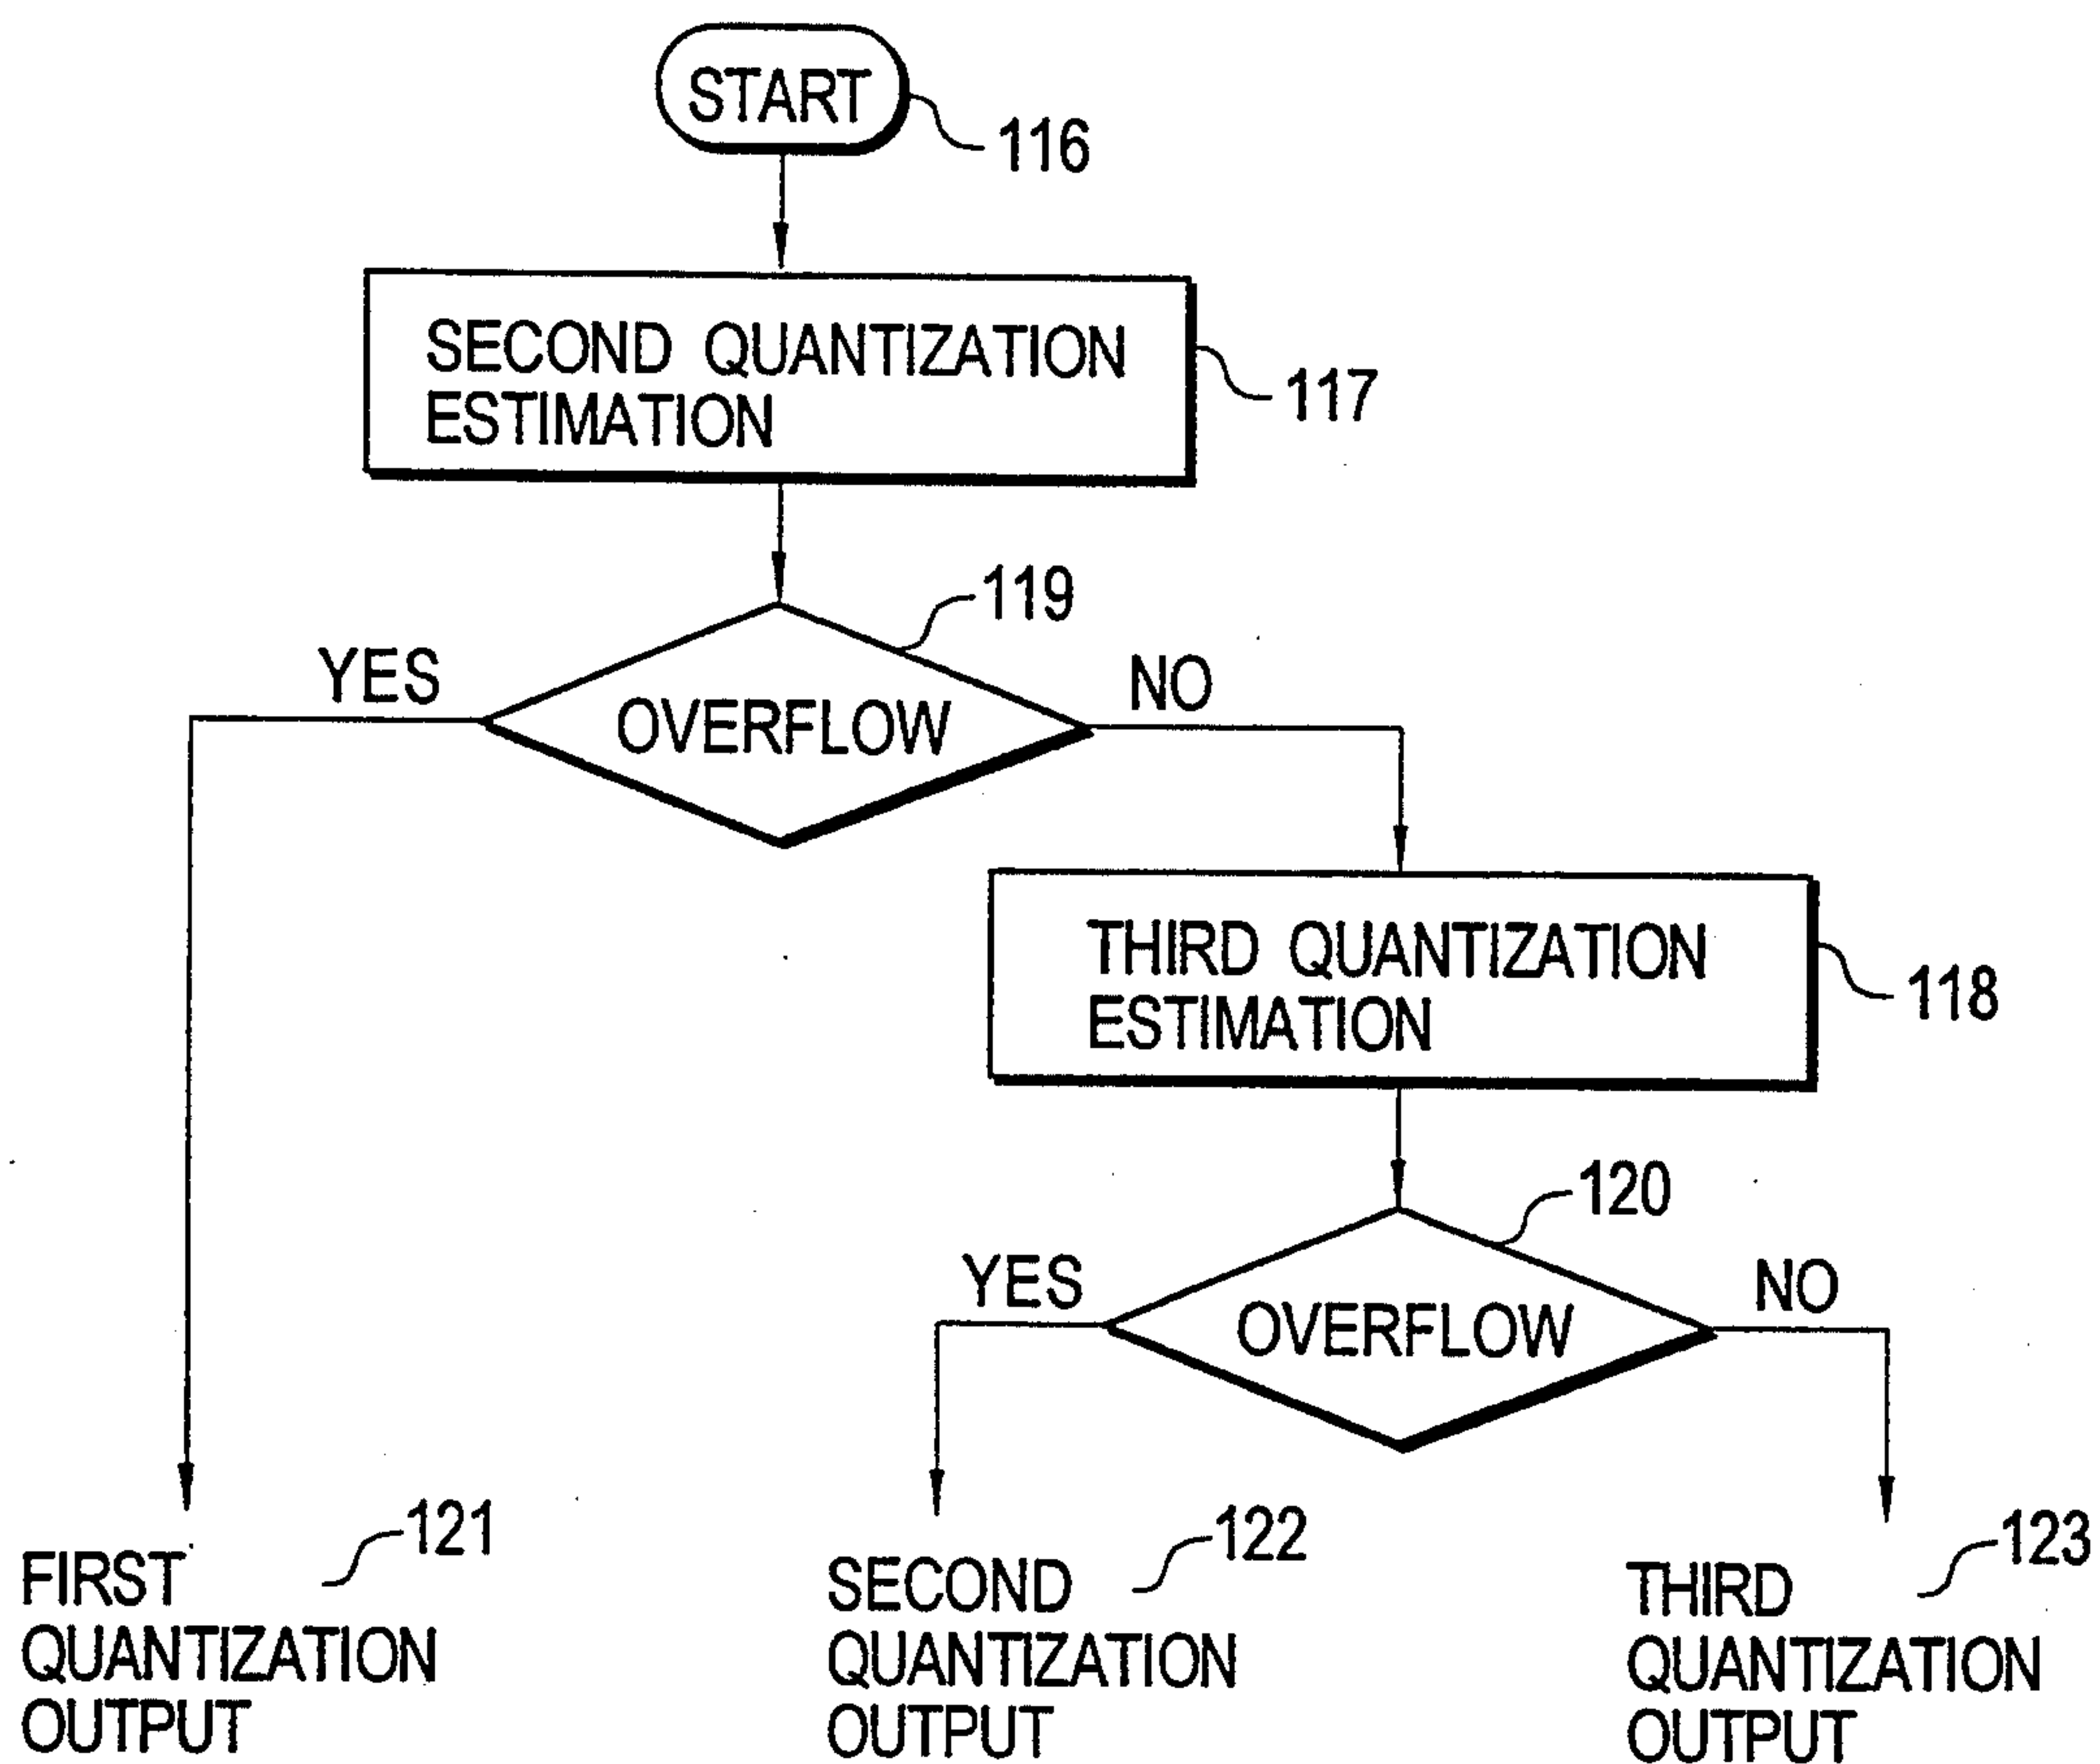 START
116
SECOND QUANTIZATION
ESTIMATION
117
119
YES
NO
OVERFLOW
THIRD QUANTIZATION
ESTIMATION
118
120
YES
NO
OVERFLOW
121
FIRST
QUANTIZATION
OUTPUT
122
SECOND
QUANTIZATION
OUTPUT
123
THIRD
QUANTIZATION
OUTPUT